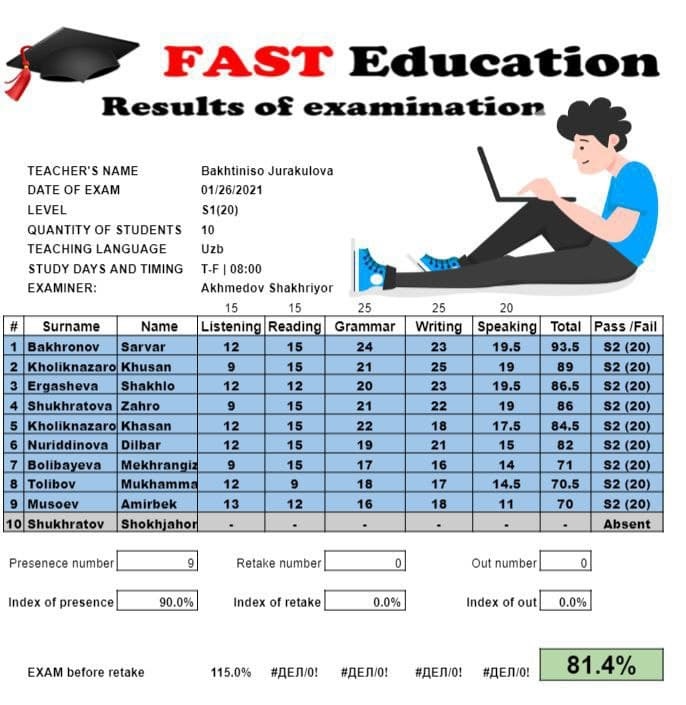 FAST Education
Results of examination
TEACHER'S NAME Bakhtiniso Jurakulova
DATE OF EXAM 01/26/2021
LEVEL S1(20)
QUANTITY OF STUDENTS 10
TEACHING LANGUAGE Uzb
STUDY DAYS AND TIMING T-F | 08:00
EXAMINER: Akhmedov Shakhriyor
15 15 25 25 20
# Surname Name Listening Reading Grammar Writing Speaking Total Pass /Fail
1 Bakhronov Sarvar 12 15 24 23 19.5 93.5 S2 (20)
2 Kholiknazaro Khusan 9 15 21 25 19 89 S2 (20)
3 Ergasheva Shakhlo 12 12 20 23 19.5 86.5 S2 (20)
4 Shukhratova Zahro 9 15 21 22 19 86 S2 (20)
5 Kholiknazaro Khasan 12 15 22 18 17.5 84.5 S2 (20)
6 Nuriddinova Dilbar 12 15 19 21 15 82 S2 (20)
7 Bolibayeva Mekhrangiz 9 15 17 16 14 71 S2 (20)
8 Tolibov Mukhamma 12 9 18 17 14.5 70.5 S2 (20)
9 Musoev Amirbek 13 12 16 18 11 70 S2 (20)
10 Shukhratov Shokhjahor - - - - - - Absent
Presenece number 9 Retake number 0 Out number 0
Index of presence 90.0% Index of retake 0.0% Index of out 0.0%
EXAM before retake 115.0% #ДЕЛ/0! #ДЕЛ/0! #ДЕЛ/0! #ДЕЛ/0! 81.4%